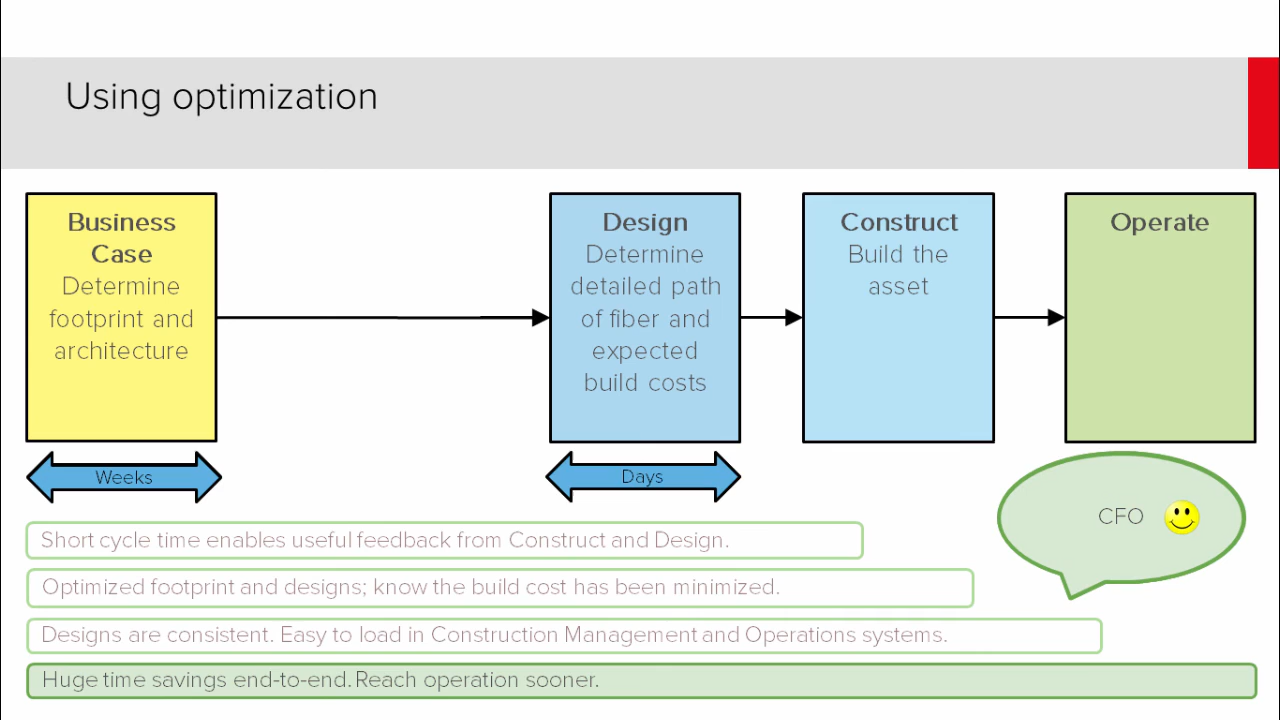 Using optimization
Business
Case
Determine
footprint and
architecture
Design
Determine
detailed path
of fiber and
expected
build costs
Construct
Build the
asset
Operate
Weeks
Days
CFO
Short cycle time enables useful feedback from Construct and Design.
Optimized footprint and designs; know the build cost has been minimized.
Designs are consistent. Easy to load in Construction Management and Operations systems.
Huge time savings end-to-end. Reach operation sooner.